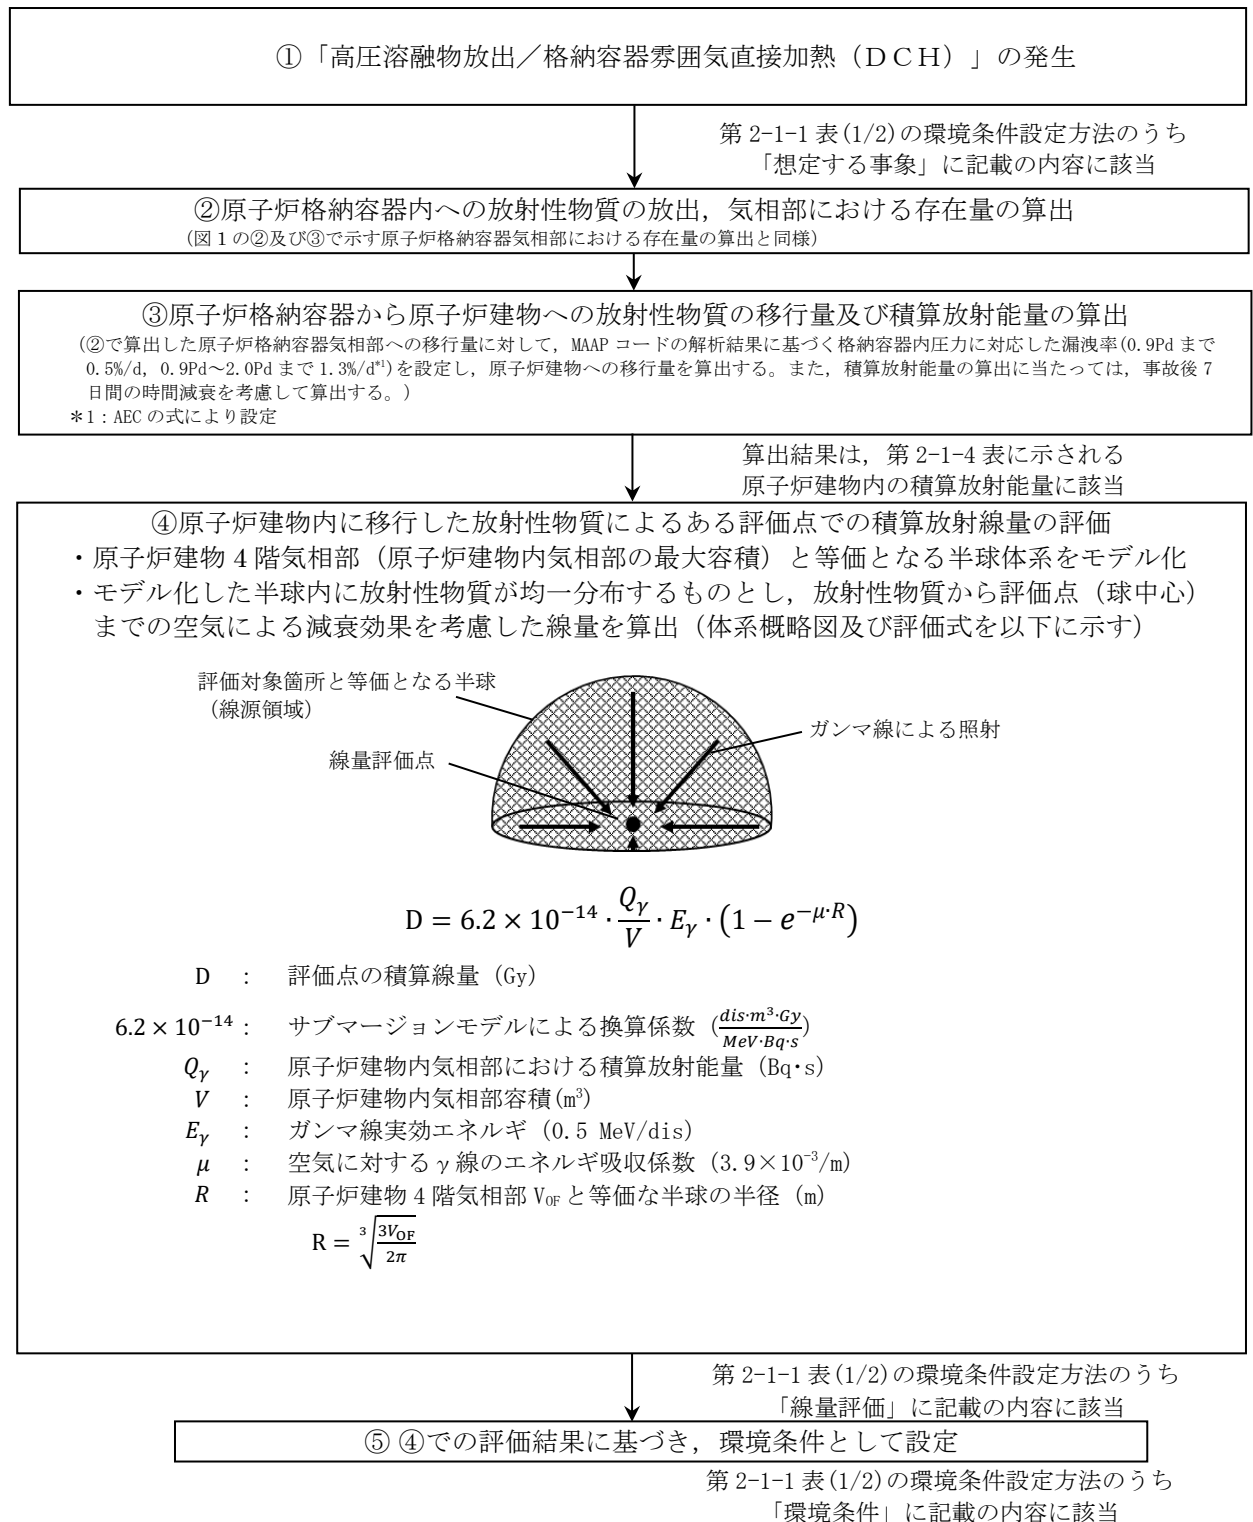 ①「高圧溶融物放出／格納容器雰囲気直接加熱（ＤＣＨ）」の発生
第 2-1-1 表(1/2)の環境条件設定方法のうち
「想定する事象」に記載の内容に該当
②原子炉格納容器内への放射性物質の放出，気相部における存在量の算出
（図１の②及び③で示す原子炉格納容器気相部における存在量の算出と同様）
③原子炉格納容器から原子炉建物への放射性物質の移行量及び積算放射能量の算出
（②で算出した原子炉格納容器気相部への移行量に対して，MAAP コードの解析結果に基づく格納容器内圧力に対応した漏洩率(0.9Pd まで
0.5%/d，0.9Pd～2.0Pd まで 1.3%/d*1)を設定し，原子炉建物への移行量を算出する。また，積算放射能量の算出に当たっては，事故後 7
日間の時間減衰を考慮して算出する。）
＊1：AEC の式により設定
算出結果は，第 2-1-4 表に示される
原子炉建物内の積算放射能量に該当
④原子炉建物内に移行した放射性物質によるある評価点での積算放射線量の評価
・原子炉建物 4 階気相部（原子炉建物内気相部の最大容積）と等価となる半球体系をモデル化
・モデル化した半球内に放射性物質が均一分布するものとし，放射性物質から評価点（球中心）
までの空気による減衰効果を考慮した線量を算出（体系概略図及び評価式を以下に示す）
評価対象箇所と等価となる半球
（線源領域）
ガンマ線による照射
線量評価点
D = 6.2 × 10⁻¹⁴ · Qγ/V · Eγ · (1 − e^(−μ·R))
D ： 評価点の積算線量（Gy）
6.2 × 10⁻¹⁴： サブマージョンモデルによる換算係数（dis·m³·Gy/MeV·Bq·s）
Qγ ： 原子炉建物内気相部における積算放射能量（Bq・s）
V ： 原子炉建物内気相部容積(m³)
Eγ ： ガンマ線実効エネルギ（0.5 MeV/dis）
μ ： 空気に対するγ線のエネルギ吸収係数（3.9×10⁻³/m）
R ： 原子炉建物 4 階気相部 V_OF と等価な半球の半径（m）
R = ³√(3V_OF/2π)
第 2-1-1 表(1/2)の環境条件設定方法のうち
「線量評価」に記載の内容に該当
⑤ ④での評価結果に基づき，環境条件として設定
第 2-1-1 表(1/2)の環境条件設定方法のうち
「環境条件」に記載の内容に該当